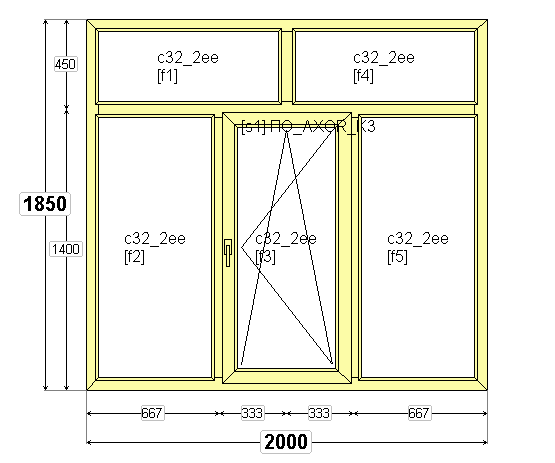 c32_2ee
[f1]
c32_2ee
[f4]
450
[s1] ПО_AXOR_K3
1850
1400
c32_2ee
[f2]
c32_2ee
[f3]
c32_2ee
[f5]
667
333
333
667
2000